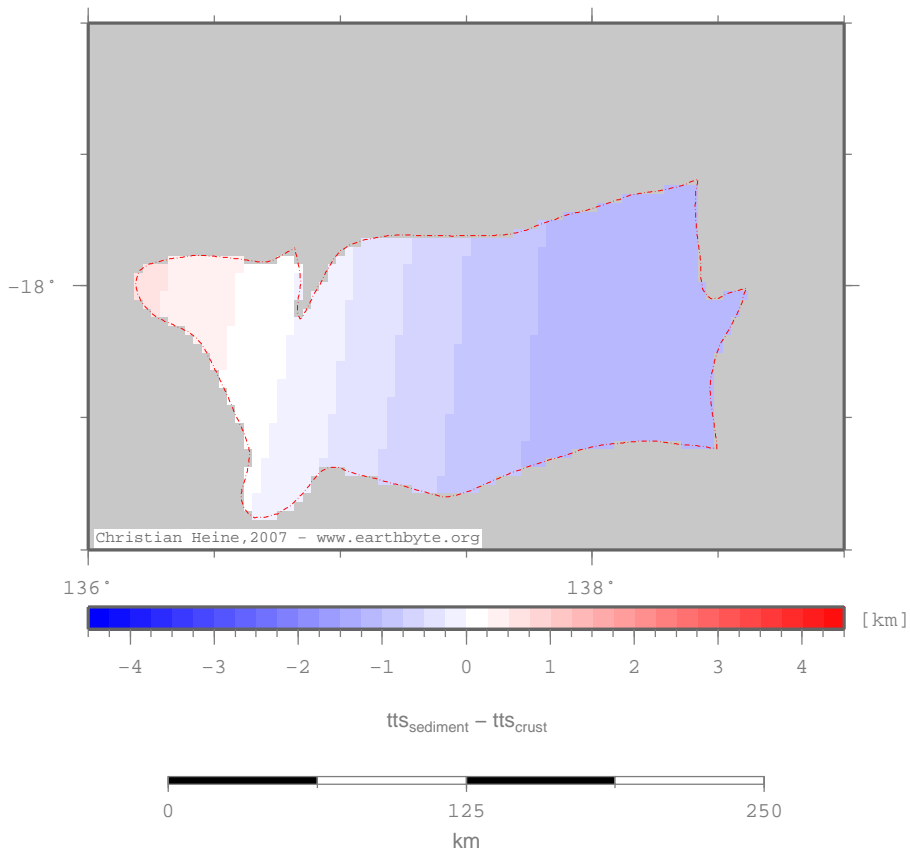 −18°
Christian Heine,2007 − www.earthbyte.org
136° 138°
[km]
−4 −3 −2 −1 0 1 2 3 4
tts_sediment − tts_crust
0 125 250
km